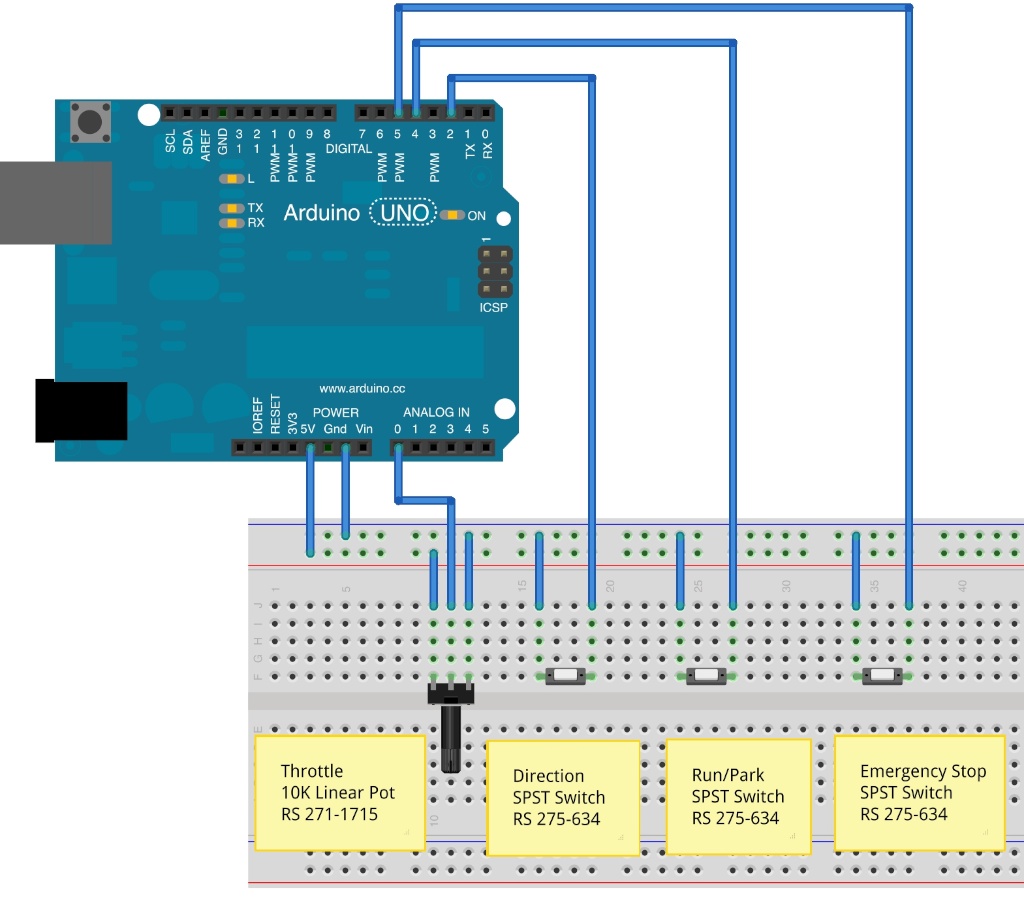 SCL SDA AREF GND 13 12 11 10 9 8 7 6 5 4 3 2 1 0
PWM PWM PWM DIGITAL PWM PWM PWM TX RX
L
TX
RX
Arduino UNO ON
1
ICSP
www.arduino.cc
IOREF RESET 3V3 POWER ANALOG IN
5V Gnd Vin 0 1 2 3 4 5
1 5 15 20 25 30 35 40
J
I
H
G
F
E
10
Throttle
10K Linear Pot
RS 271-1715
Direction
SPST Switch
RS 275-634
Run/Park
SPST Switch
RS 275-634
Emergency Stop
SPST Switch
RS 275-634